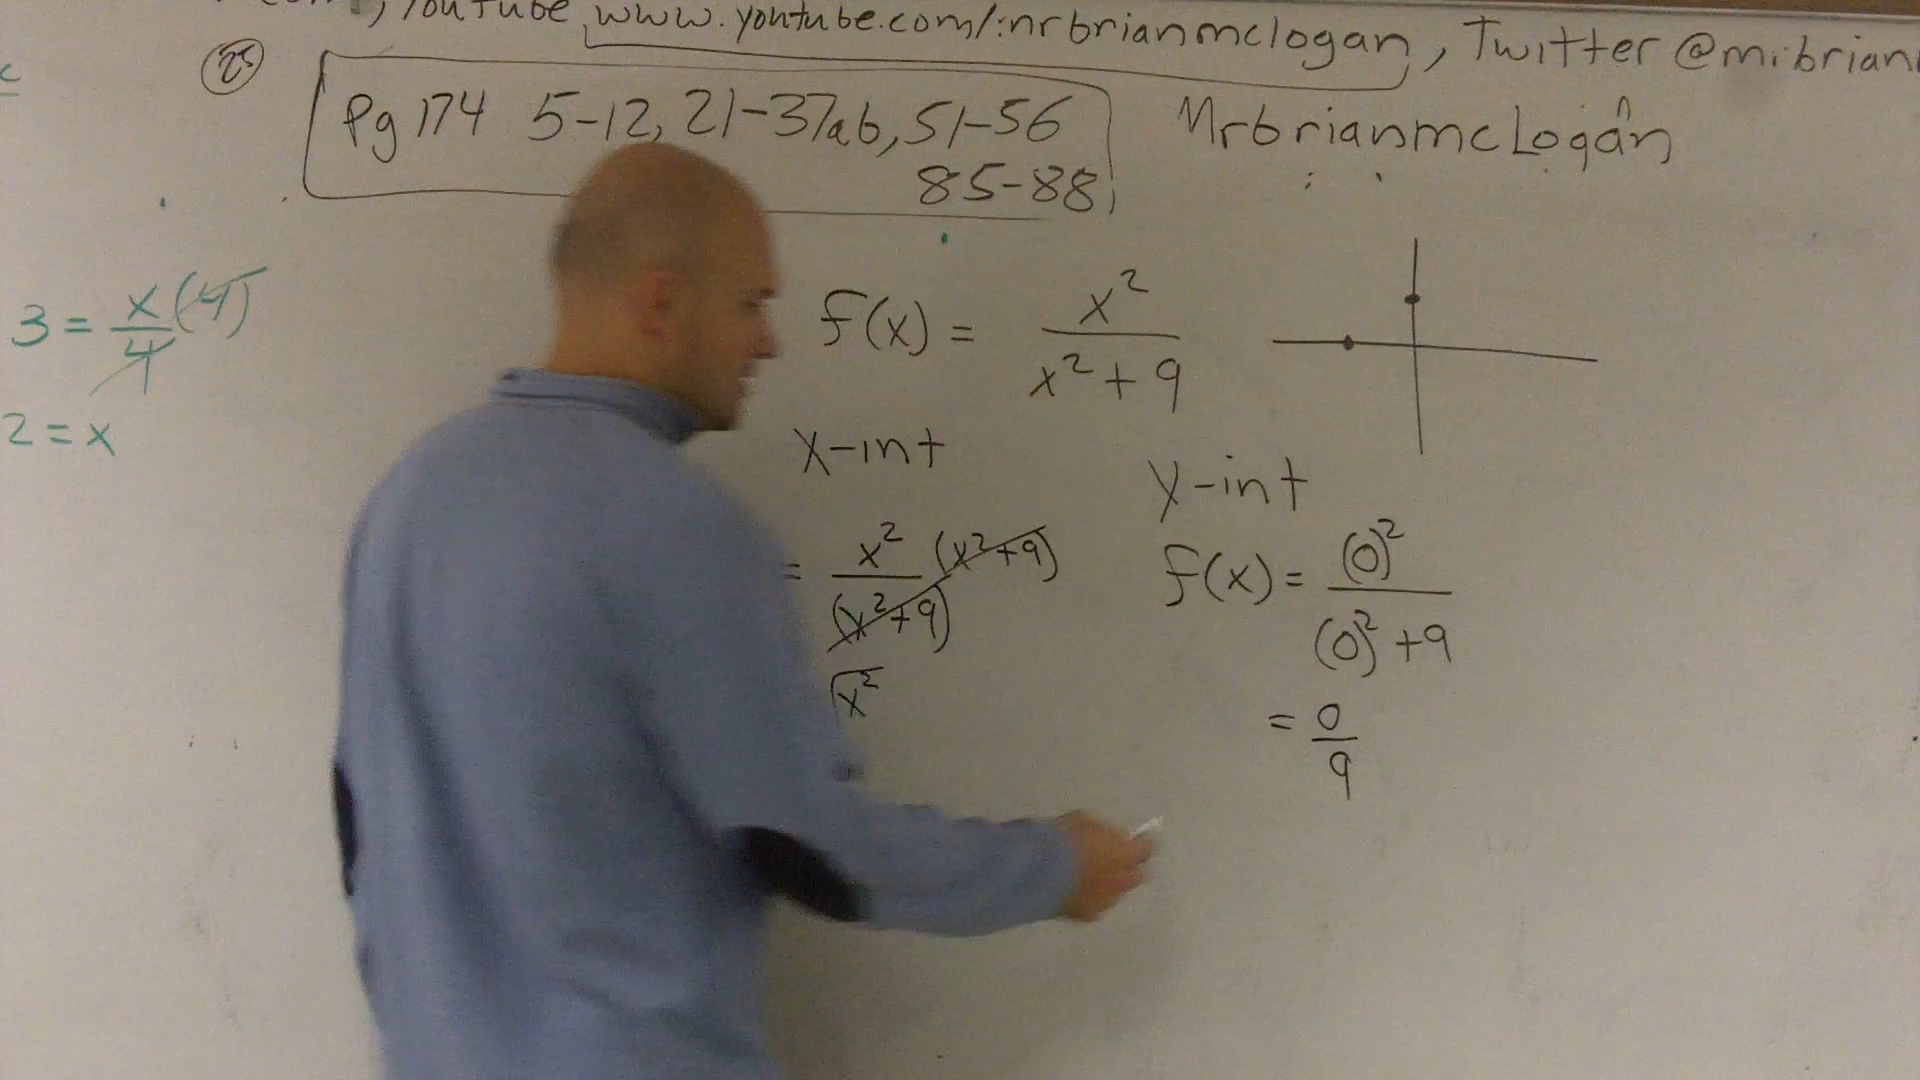 , YouTube www.youtube.com/mrbrianmclogan, Twitter @mrbrian
25
Pg 174 5-12, 21-37ab, 51-56
85-88
MrbrianmcLogan
3 = x/4 (4)
2 = x
f(x) = x²/(x² + 9)
x-int
y-int
= x²/(x²+9) (x²+9)
√x²
f(x) = (0)²/((0)² + 9)
= 0/9